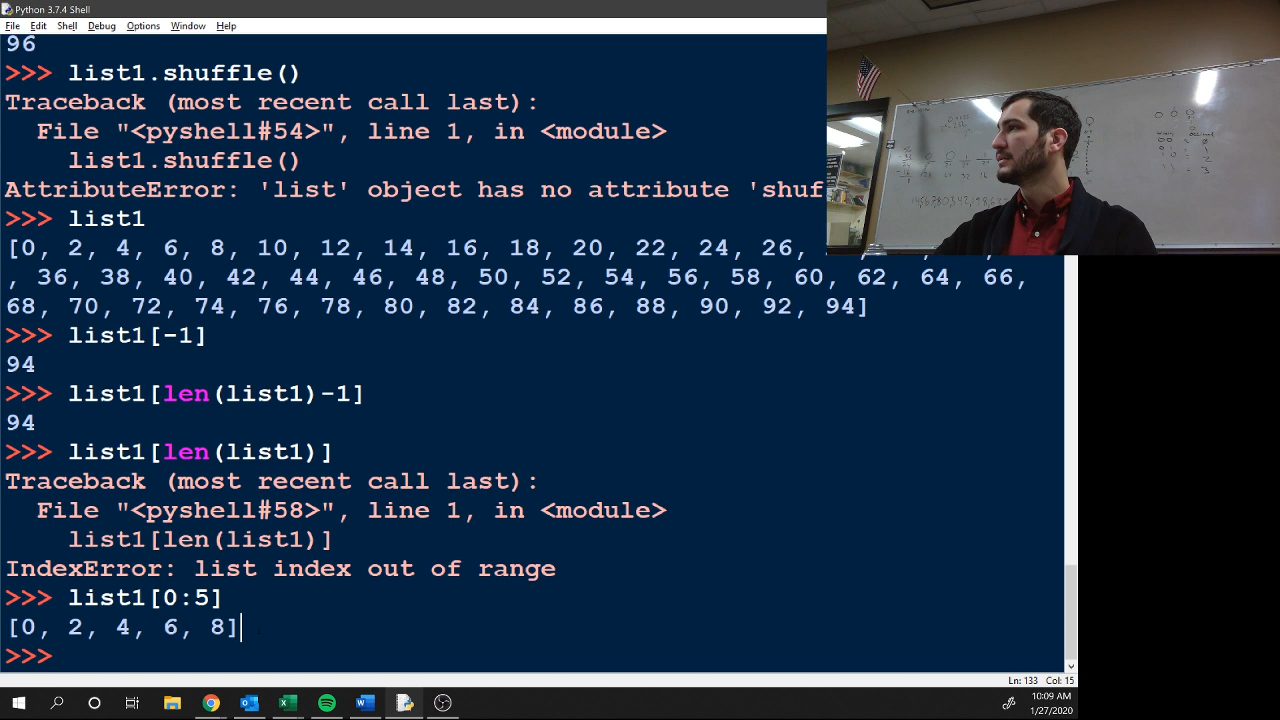 Python 3.7.4 Shell
File Edit Shell Debug Options Window Help
96
>>> list1.shuffle()
Traceback (most recent call last):
  File "<pyshell#54>", line 1, in <module>
    list1.shuffle()
AttributeError: 'list' object has no attribute 'shuf
>>> list1
[0, 2, 4, 6, 8, 10, 12, 14, 16, 18, 20, 22, 24, 26,
, 36, 38, 40, 42, 44, 46, 48, 50, 52, 54, 56, 58, 60, 62, 64, 66,
68, 70, 72, 74, 76, 78, 80, 82, 84, 86, 88, 90, 92, 94]
>>> list1[-1]
94
>>> list1[len(list1)-1]
94
>>> list1[len(list1)]
Traceback (most recent call last):
  File "<pyshell#58>", line 1, in <module>
    list1[len(list1)]
IndexError: list index out of range
>>> list1[0:5]
[0, 2, 4, 6, 8]
>>>
Ln: 133 Col: 15
10:09 AM
1/27/2020